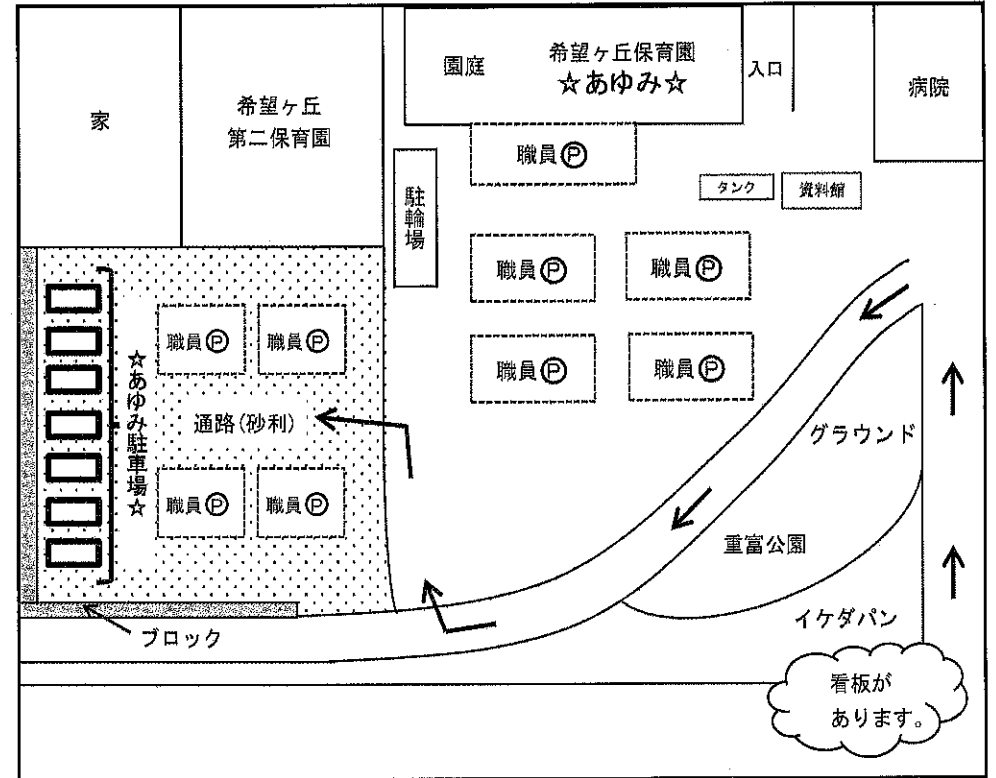 家
希望ヶ丘
第二保育園
園庭
希望ヶ丘保育園
☆あゆみ☆
入口
病院
職員Ⓟ
駐輪場
タンク
資料館
職員Ⓟ
職員Ⓟ
職員Ⓟ
職員Ⓟ
職員Ⓟ
職員Ⓟ
☆あゆみ駐車場☆
通路(砂利)
職員Ⓟ
職員Ⓟ
グラウンド
重富公園
イケダパン
ブロック
看板が
あります。